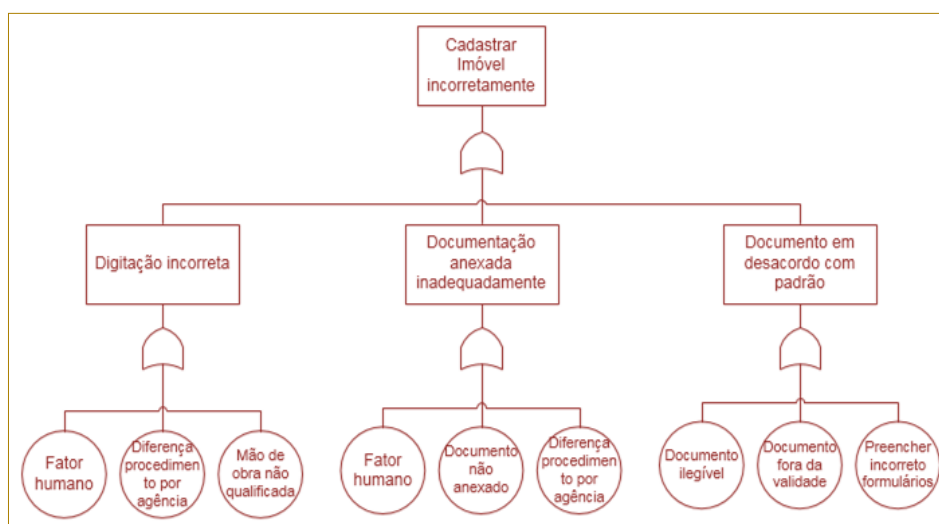 Cadastrar
Imóvel
incorretamente
Digitação incorreta
Documentação
anexada
inadequadamente
Documento em
desacordo com
padrão
Fator
humano
Diferença
procedimen
to por
agência
Mão de
obra não
qualificada
Fator
humano
Documento
não
anexado
Diferença
procedimen
to por
agência
Documento
ilegível
Documento
fora da
validade
Preencher
incorreto
formulários